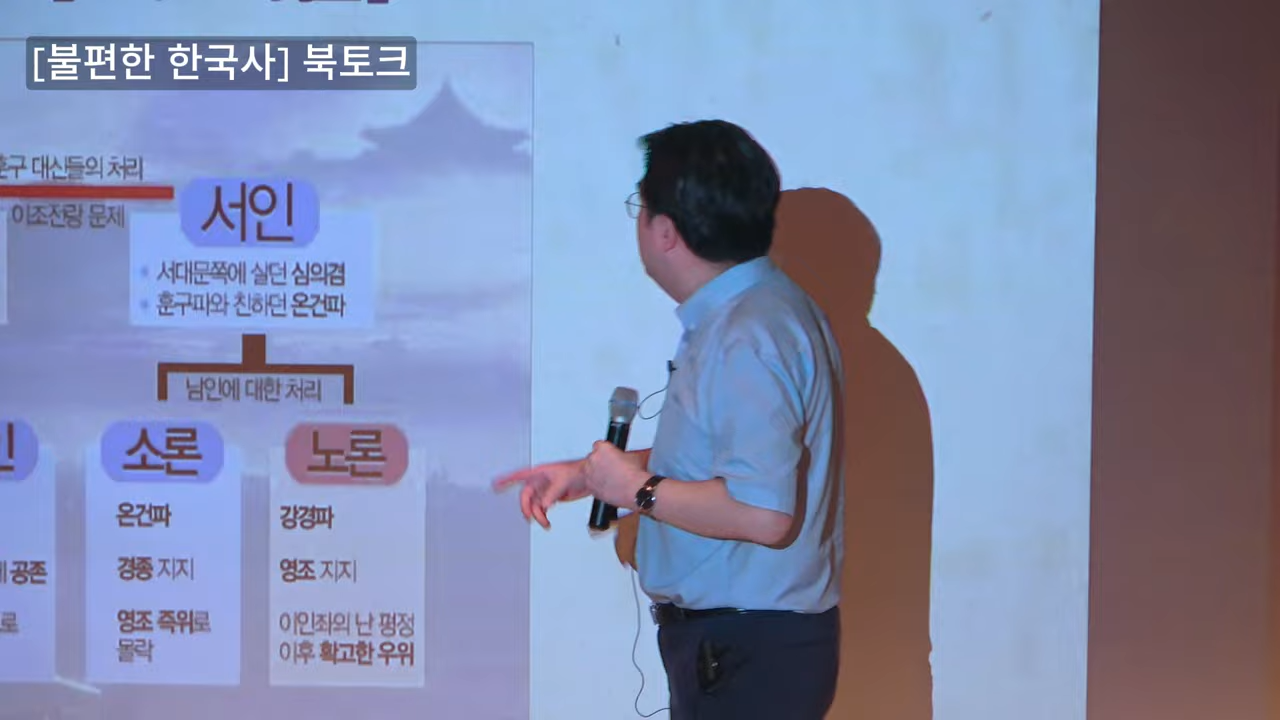 [불편한 한국사] 북토크
훈구 대신들의 처리
이조전랑 문제
서인
서대문쪽에 살던 심의겸
훈구파와 친하던 온건파
남인에 대한 처리
소론
노론
온건파
강경파
공존
경종 지지
영조 지지
로
영조 즉위로
몰락
이인좌의 난 평정
이후 확고한 우위